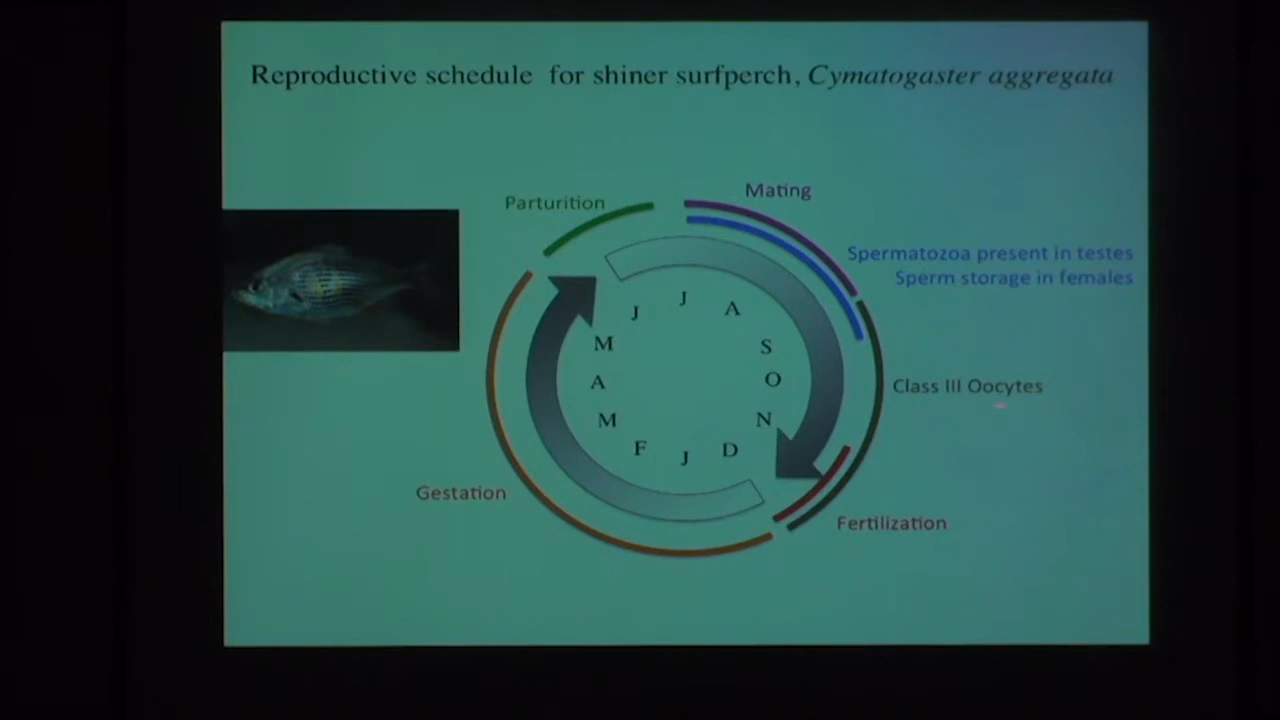 Reproductive schedule for shiner surfperch, Cymatogaster aggregata
Parturition
Mating
Spermatozoa present in testes
Sperm storage in females
Class III Oocytes
Fertilization
Gestation
J
J
A
S
O
N
D
J
F
M
A
M